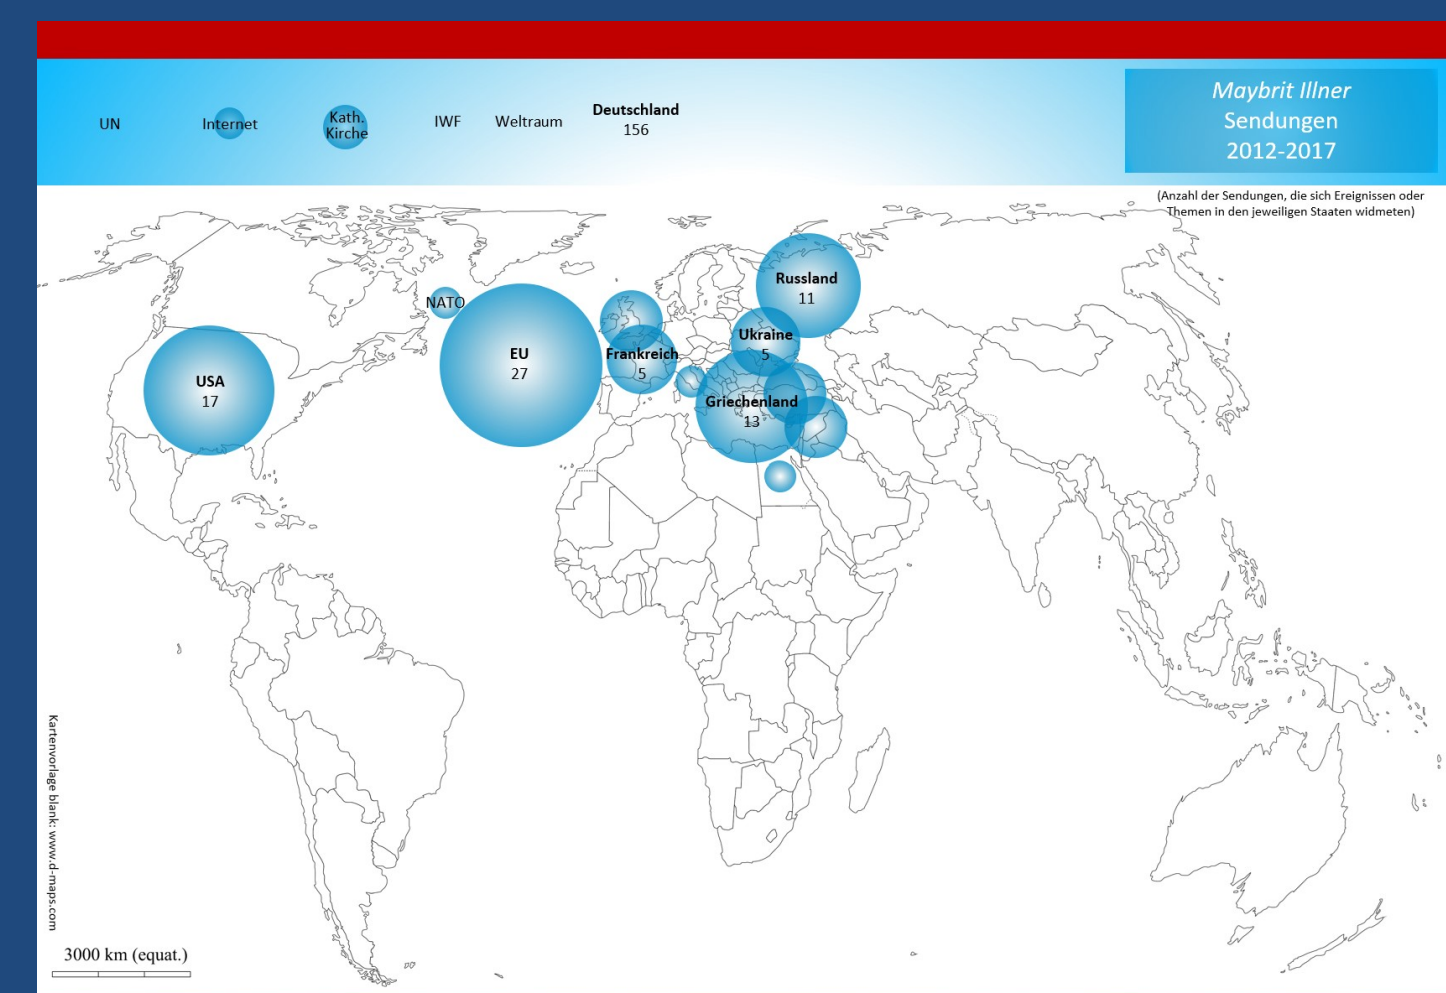 UN
Internet
Kath.
Kirche
IWF
Weltraum
Deutschland
156
Maybrit Illner
Sendungen
2012-2017
(Anzahl der Sendungen, die sich Ereignissen oder
Themen in den jeweiligen Staaten widmeten)
Russland
11
NATO
Ukraine
5
EU
27
Frankreich
5
USA
17
Griechenland
13
Kartenvorlage blank: www.d-maps.com
3000 km (equat.)